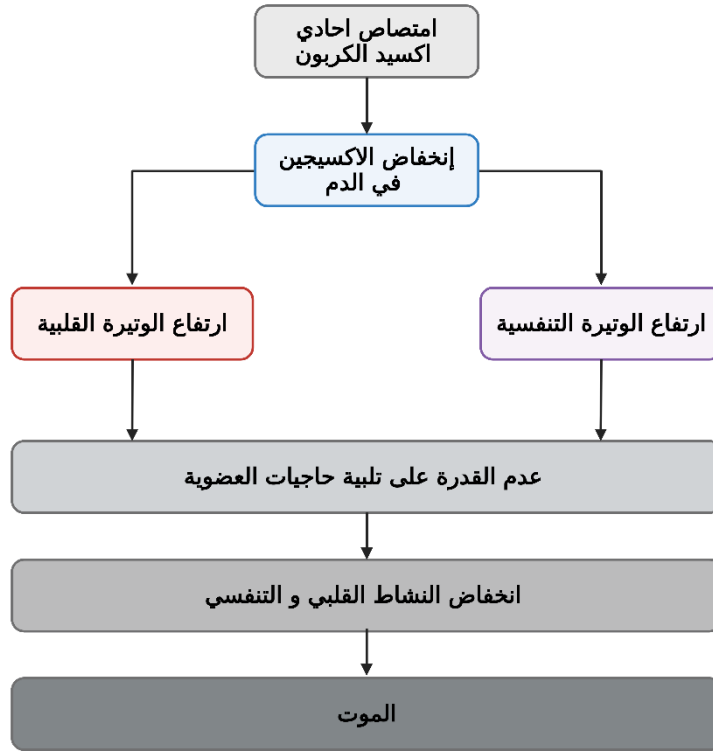 امتصاص احادي
اكسيد الكربون
إنخفاض الاكسيجين
في الدم
ارتفاع الوتيرة التنفسية
ارتفاع الوتيرة القلبية
عدم القدرة على تلبية حاجيات العضوية
انخفاض النشاط القلبي و التنفسي
الموت